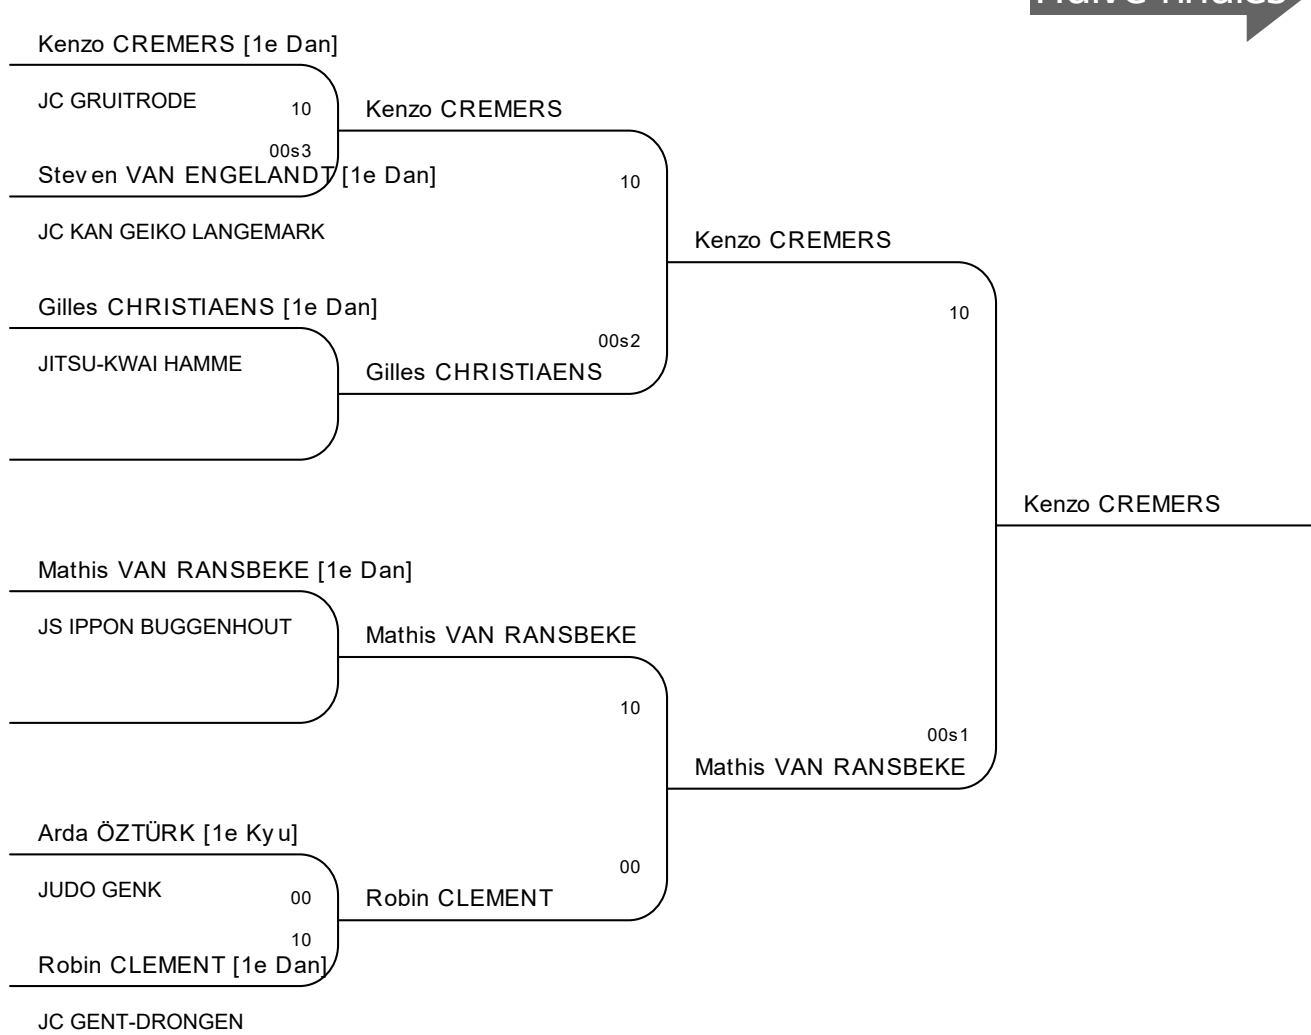 Kenzo CREMERS [1e Dan]
JC GRUITRODE
10
Kenzo CREMERS
00s3
Steven VAN ENGELANDT [1e Dan]
10
JC KAN GEIKO LANGEMARK
Kenzo CREMERS
Gilles CHRISTIAENS [1e Dan]
10
00s2
JITSU-KWAI HAMME
Gilles CHRISTIAENS
Kenzo CREMERS
Mathis VAN RANSBEKE [1e Dan]
JS IPPON BUGGENHOUT
Mathis VAN RANSBEKE
10
00s1
Mathis VAN RANSBEKE
Arda ÖZTÜRK [1e Kyu]
00
JUDO GENK
00
Robin CLEMENT
10
Robin CLEMENT [1e Dan]
JC GENT-DRONGEN